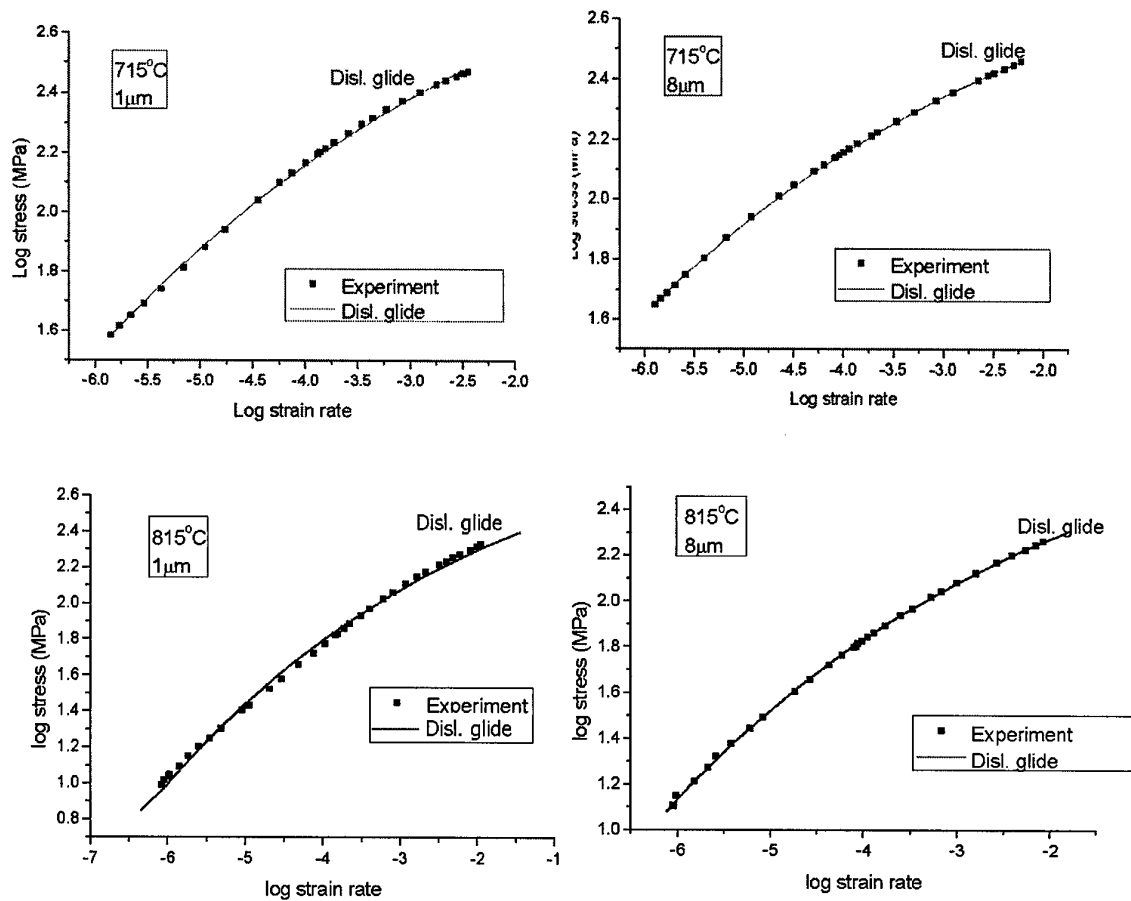 2.6
2.4
2.2
2.0
1.8
1.6
Log stress (MPa)
715°C
1μm
Disl. glide
Experiment
Disl. glide
-6.0 -5.5 -5.0 -4.5 -4.0 -3.5 -3.0 -2.5 -2.0
Log strain rate
2.6
2.4
2.2
2.0
1.8
1.6
Log stress (MPa)
715°C
8μm
Disl. glide
Experiment
Disl. glide
-6.0 -5.5 -5.0 -4.5 -4.0 -3.5 -3.0 -2.5 -2.0
Log strain rate
2.6
2.4
2.2
2.0
1.8
1.6
1.4
1.2
1.0
0.8
log stress (MPa)
815°C
1μm
Disl. glide
Experiment
Disl. glide
-7 -6 -5 -4 -3 -2 -1
log strain rate
2.4
2.2
2.0
1.8
1.6
1.4
1.2
1.0
log stress (MPa)
815°C
8μm
Disl. glide
Experiment
Disl. glide
-6 -5 -4 -3 -2
log strain rate